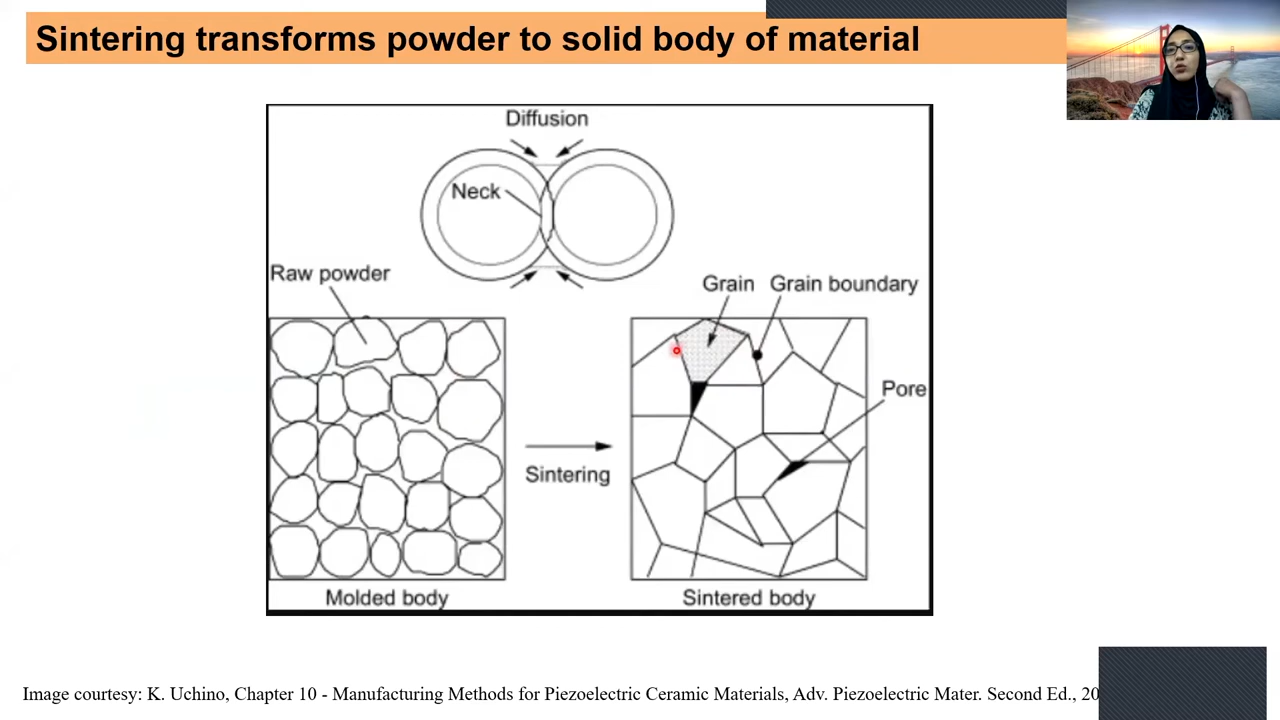 Sintering transforms powder to solid body of material
Diffusion
Neck
Raw powder
Grain
Grain boundary
Pore
Sintering
Molded body
Sintered body
Image courtesy: K. Uchino, Chapter 10 - Manufacturing Methods for Piezoelectric Ceramic Materials, Adv. Piezoelectric Mater. Second Ed., 20